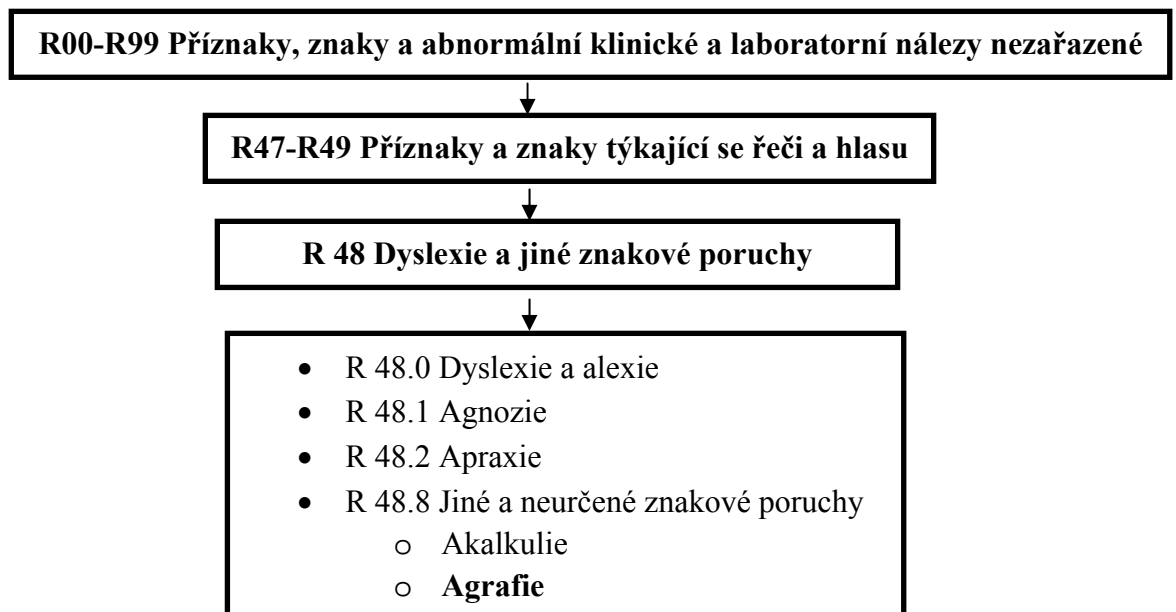 R00-R99 Příznaky, znaky a abnormální klinické a laboratorní nálezy nezařazené
R47-R49 Příznaky a znaky týkající se řeči a hlasu
R 48 Dyslexie a jiné znakové poruchy
• R 48.0 Dyslexie a alexie
• R 48.1 Agnozie
• R 48.2 Apraxie
• R 48.8 Jiné a neurčené znakové poruchy
o Akalkulie
o Agrafie